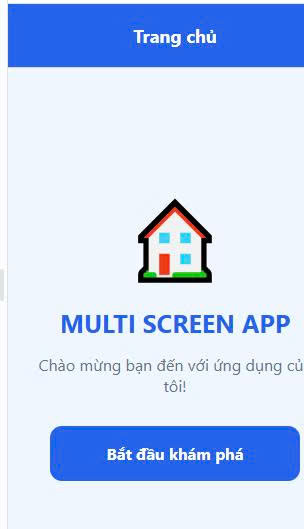 Trang chủ
MULTI SCREEN APP
Chào mừng bạn đến với ứng dụng củ
tôi!
Bắt đầu khám phá